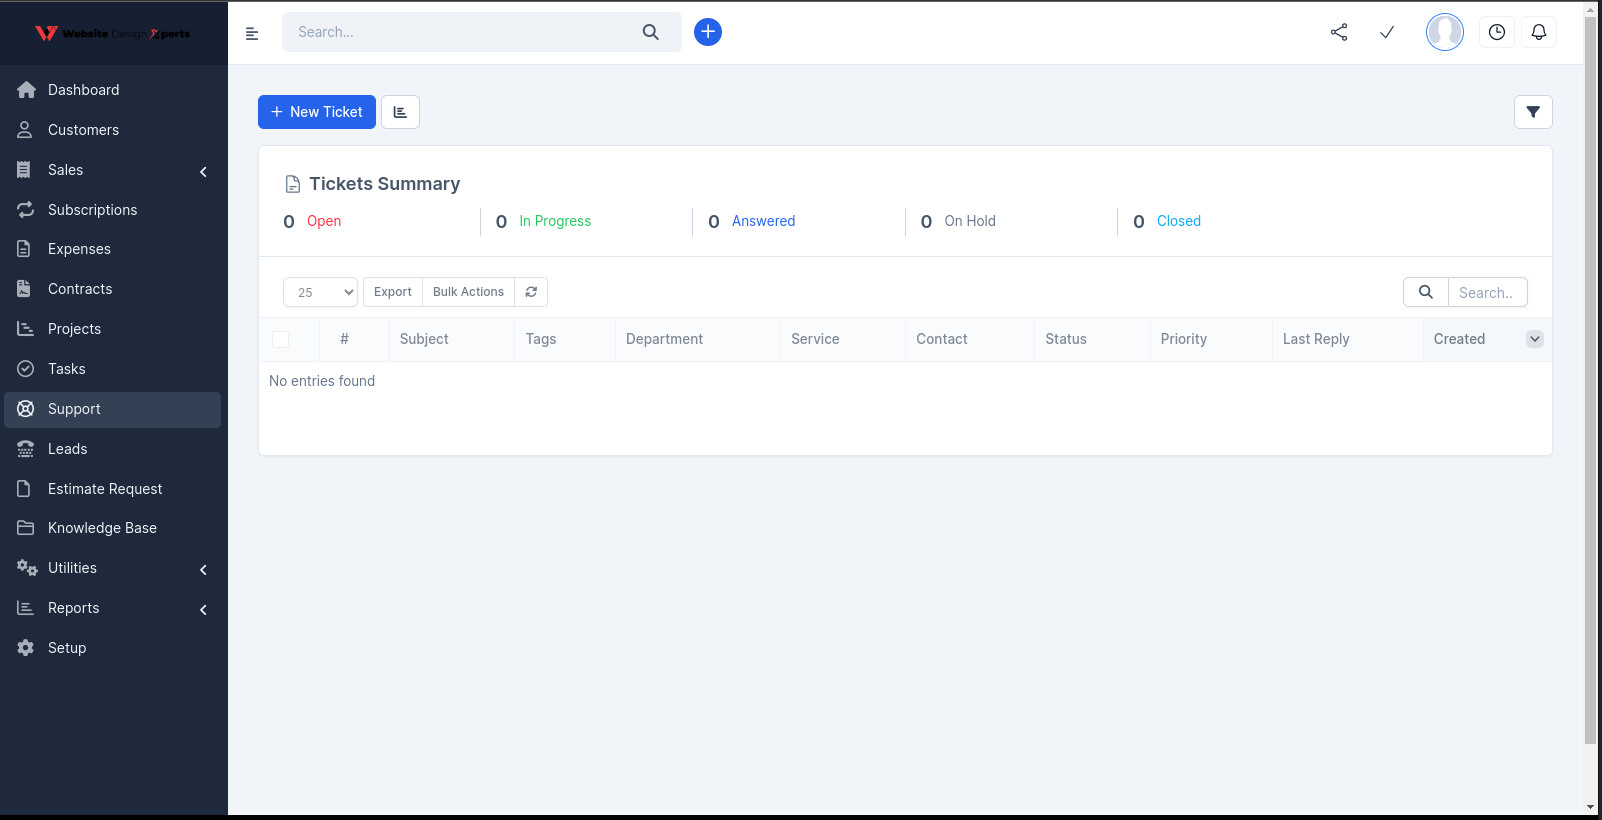 Website Design Xperts
Search...
Dashboard
Customers
Sales
Subscriptions
Expenses
Contracts
Projects
Tasks
Support
Leads
Estimate Request
Knowledge Base
Utilities
Reports
Setup
New Ticket
Tickets Summary
0 Open 0 In Progress 0 Answered 0 On Hold 0 Closed
25 Export Bulk Actions Search..
# Subject Tags Department Service Contact Status Priority Last Reply Created
No entries found